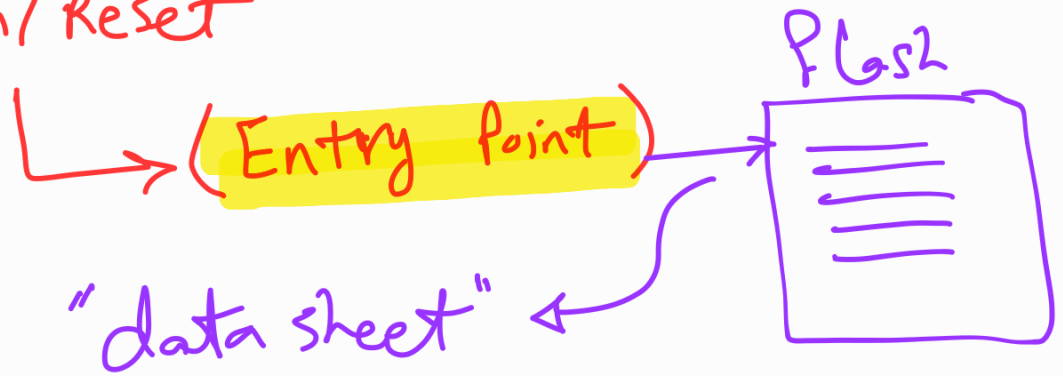 / Reset
Flash
(Entry Point)
"data sheet"